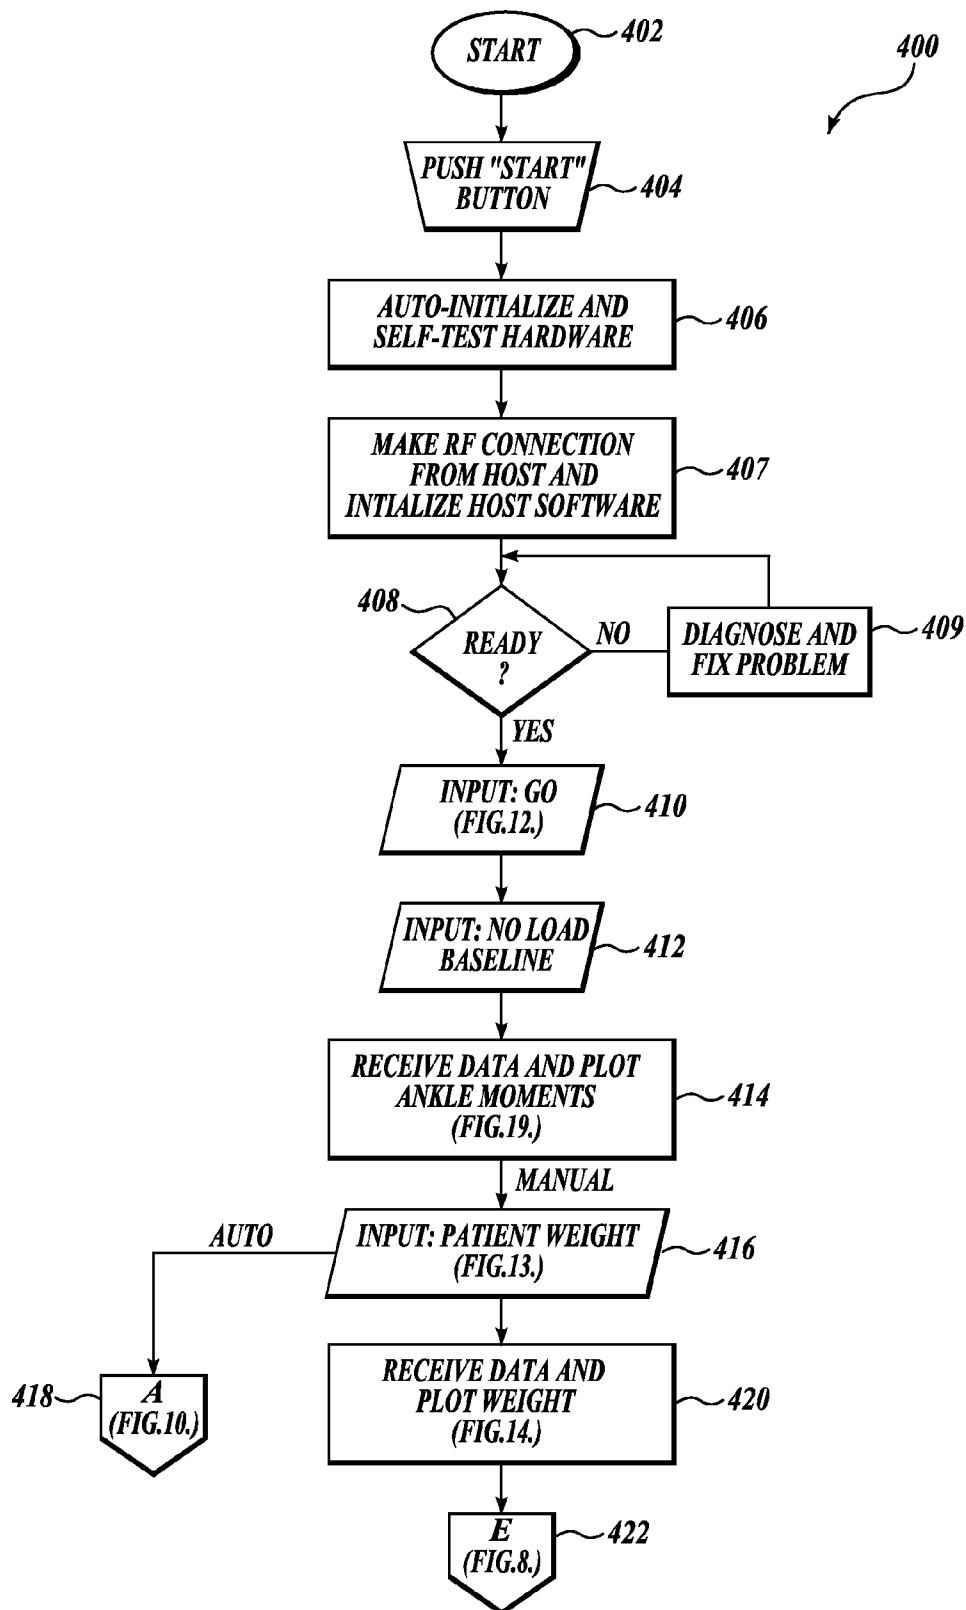 START
402
400
PUSH "START"
BUTTON
404
AUTO-INITIALIZE AND
SELF-TEST HARDWARE
406
MAKE RF CONNECTION
FROM HOST AND
INTIALIZE HOST SOFTWARE
407
408
READY
?
NO
DIAGNOSE AND
FIX PROBLEM
409
YES
INPUT: GO
(FIG.12.)
410
INPUT: NO LOAD
BASELINE
412
RECEIVE DATA AND PLOT
ANKLE MOMENTS
(FIG.19.)
414
MANUAL
AUTO
INPUT: PATIENT WEIGHT
(FIG.13.)
416
418
A
(FIG.10.)
RECEIVE DATA AND
PLOT WEIGHT
(FIG.14.)
420
E
(FIG.8.)
422